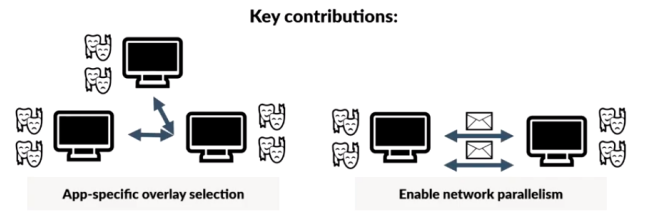 Key contributions:
App-specific overlay selection
Enable network parallelism